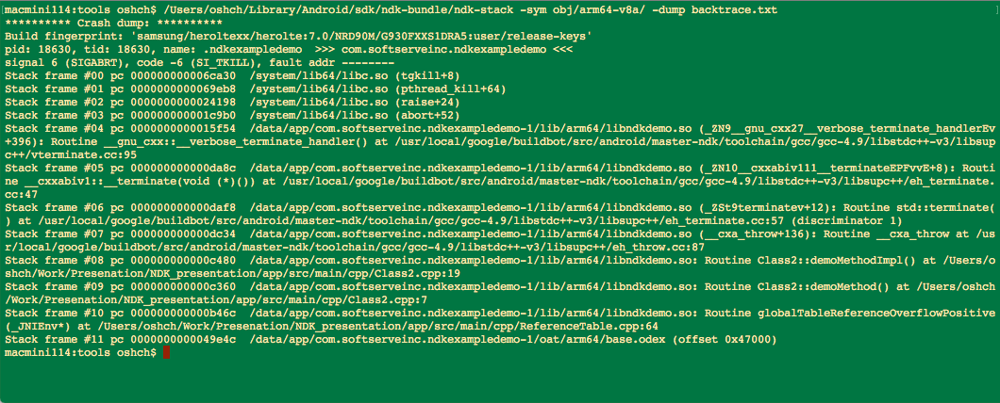 macmini114:tools oshch$ /Users/oshch/Library/Android/sdk/ndk-bundle/ndk-stack -sym obj/arm64-v8a/ -dump backtrace.txt
********** Crash dump: **********
Build fingerprint: 'samsung/heroltexx/herolte:7.0/NRD90M/G930FXXS1DRA5:user/release-keys'
pid: 18630, tid: 18630, name: .ndkexampledemo  >>> com.softserveinc.ndkexampledemo <<<
signal 6 (SIGABRT), code -6 (SI_TKILL), fault addr --------
Stack frame #00 pc 000000000006ca30  /system/lib64/libc.so (tgkill+8)
Stack frame #01 pc 0000000000069eb8  /system/lib64/libc.so (pthread_kill+64)
Stack frame #02 pc 0000000000024198  /system/lib64/libc.so (raise+24)
Stack frame #03 pc 000000000001c9b0  /system/lib64/libc.so (abort+52)
Stack frame #04 pc 0000000000015f54  /data/app/com.softserveinc.ndkexampledemo-1/lib/arm64/libndkdemo.so (_ZN9__gnu_cxx27__verbose_terminate_handlerEv
+396): Routine __gnu_cxx::__verbose_terminate_handler() at /usr/local/google/buildbot/src/android/master-ndk/toolchain/gcc/gcc-4.9/libstdc++-v3/libsup
c++/vterminate.cc:95
Stack frame #05 pc 000000000000da8c  /data/app/com.softserveinc.ndkexampledemo-1/lib/arm64/libndkdemo.so (_ZN10__cxxabiv111__terminateEPFvvE+8): Routi
ne __cxxabiv1::__terminate(void (*)()) at /usr/local/google/buildbot/src/android/master-ndk/toolchain/gcc/gcc-4.9/libstdc++-v3/libsupc++/eh_terminate.
cc:47
Stack frame #06 pc 000000000000daf8  /data/app/com.softserveinc.ndkexampledemo-1/lib/arm64/libndkdemo.so (_ZSt9terminatev+12): Routine std::terminate(
) at /usr/local/google/buildbot/src/android/master-ndk/toolchain/gcc/gcc-4.9/libstdc++-v3/libsupc++/eh_terminate.cc:57 (discriminator 1)
Stack frame #07 pc 000000000000dc34  /data/app/com.softserveinc.ndkexampledemo-1/lib/arm64/libndkdemo.so (__cxa_throw+136): Routine __cxa_throw at /us
r/local/google/buildbot/src/android/master-ndk/toolchain/gcc/gcc-4.9/libstdc++-v3/libsupc++/eh_throw.cc:87
Stack frame #08 pc 000000000000c480  /data/app/com.softserveinc.ndkexampledemo-1/lib/arm64/libndkdemo.so: Routine Class2::demoMethodImpl() at /Users/o
shch/Work/Presenation/NDK_presentation/app/src/main/cpp/Class2.cpp:19
Stack frame #09 pc 000000000000c360  /data/app/com.softserveinc.ndkexampledemo-1/lib/arm64/libndkdemo.so: Routine Class2::demoMethod() at /Users/oshch
/Work/Presenation/NDK_presentation/app/src/main/cpp/Class2.cpp:7
Stack frame #10 pc 000000000000b46c  /data/app/com.softserveinc.ndkexampledemo-1/lib/arm64/libndkdemo.so: Routine globalTableReferenceOverflowPositive
(_JNIEnv*) at /Users/oshch/Work/Presenation/NDK_presentation/app/src/main/cpp/ReferenceTable.cpp:64
Stack frame #11 pc 0000000000049e4c  /data/app/com.softserveinc.ndkexampledemo-1/oat/arm64/base.odex (offset 0x47000)
macmini114:tools oshch$